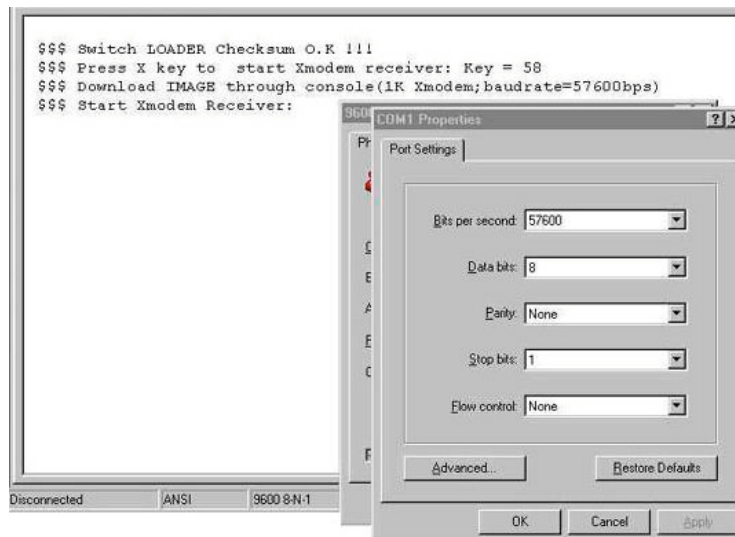 $$$ Switch LOADER Checksum O.K !!!
$$$ Press X key to  start Xmodem receiver: Key = 58
$$$ Download IMAGE through console(1K Xmodem;baudrate=57600bps)
$$$ Start Xmodem Receiver:
COM1 Properties
Port Settings
Bits per second: 57600
Data bits: 8
Parity: None
Stop bits: 1
Flow control: None
Advanced...
Restore Defaults
Disconnected
ANSI
9600 8-N-1
OK
Cancel
Apply